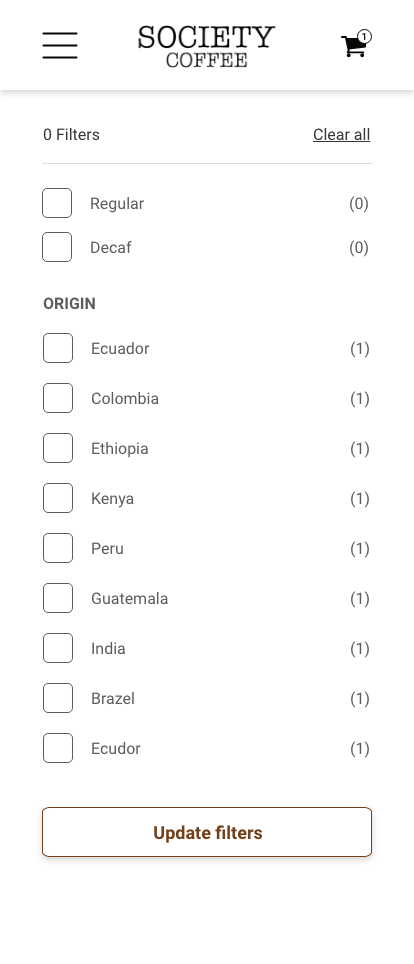 SOCIETY
COFFEE
1
0 Filters Clear all
Regular (0)
Decaf (0)
ORIGIN
Ecuador (1)
Colombia (1)
Ethiopia (1)
Kenya (1)
Peru (1)
Guatemala (1)
India (1)
Brazel (1)
Ecudor (1)
Update filters